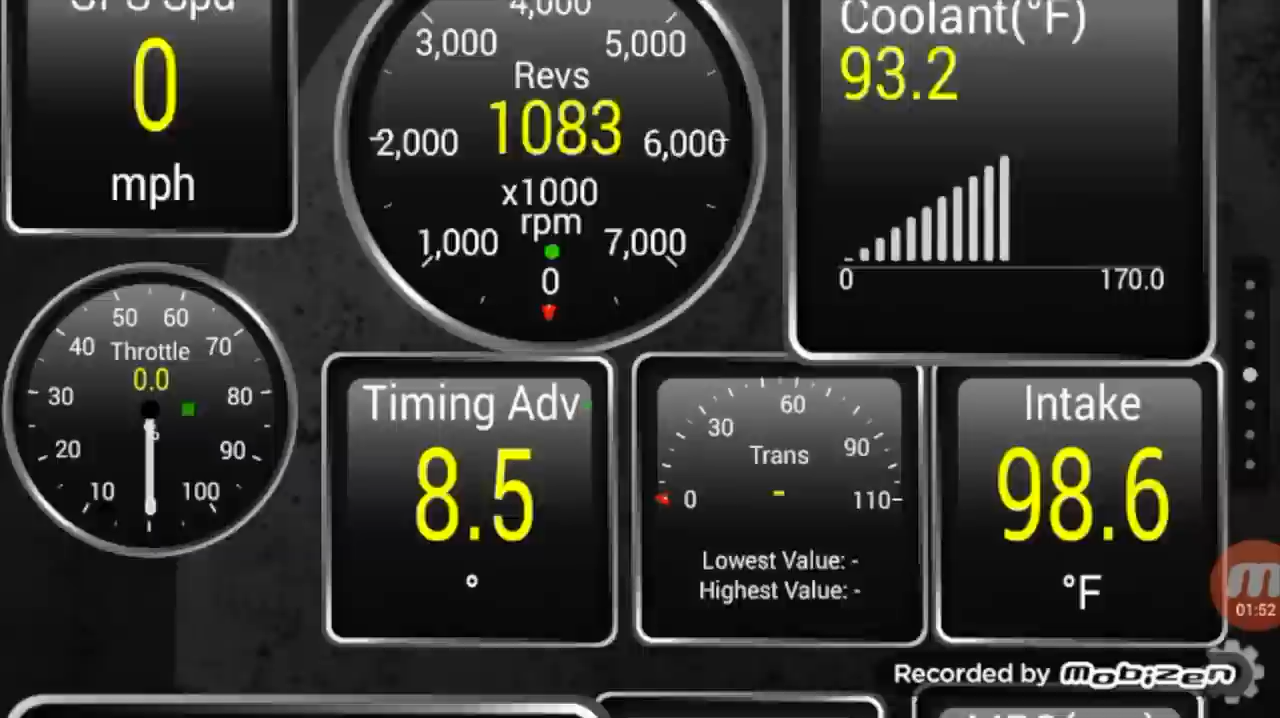 GPS Spd
0
mph
4,000
3,000
5,000
Revs
1083
2,000
6,000
x1000
rpm
1,000
7,000
0
Coolant(°F)
93.2
0
170.0
50
60
40
70
Throttle
0.0
30
80
%
20
90
10
100
0
Timing Adv
8.5
°
60
30
90
Trans
-
0
110
Lowest Value: -
Highest Value: -
Intake
98.6
°F
01:52
Recorded by mobizen